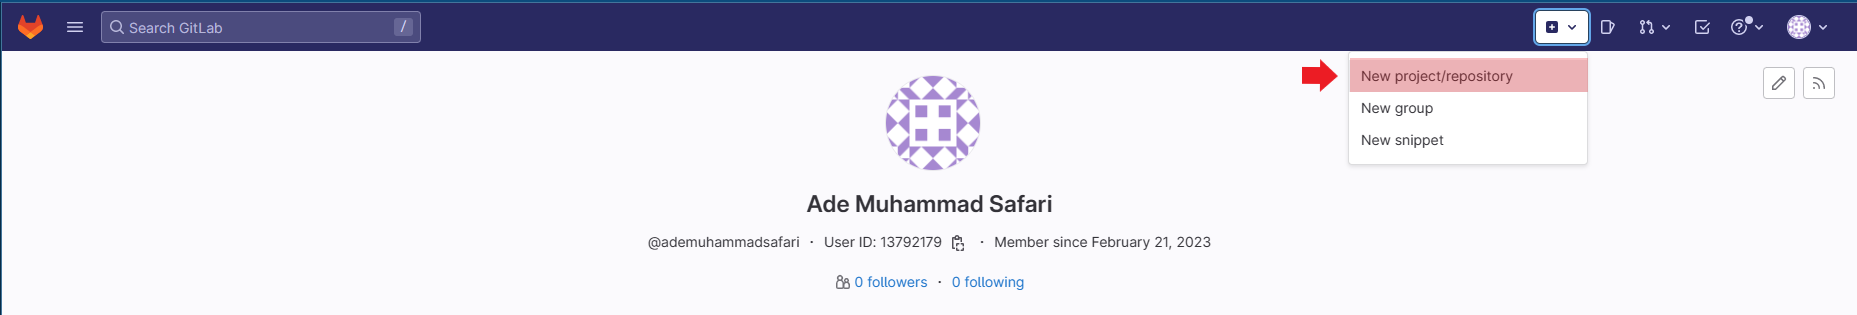 Search GitLab /
New project/repository
New group
New snippet
Ade Muhammad Safari
@ademuhammadsafari · User ID: 13792179 · Member since February 21, 2023
0 followers · 0 following